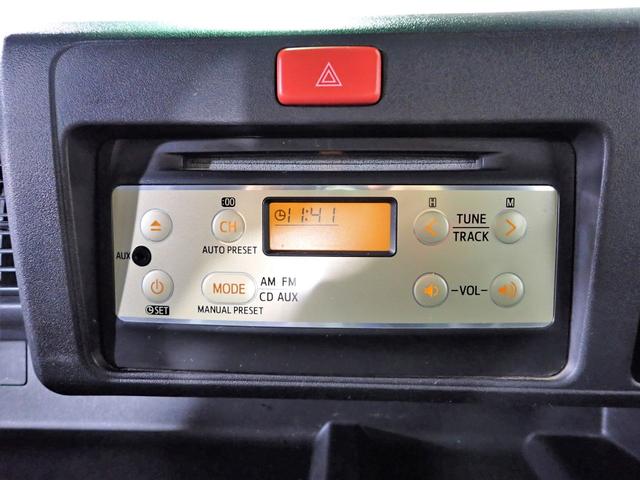 :00
H
M
11:41
CH
TUNE
TRACK
AUTO PRESET
AUX
MODE
AM FM
CD AUX
-VOL-
SET
MANUAL PRESET